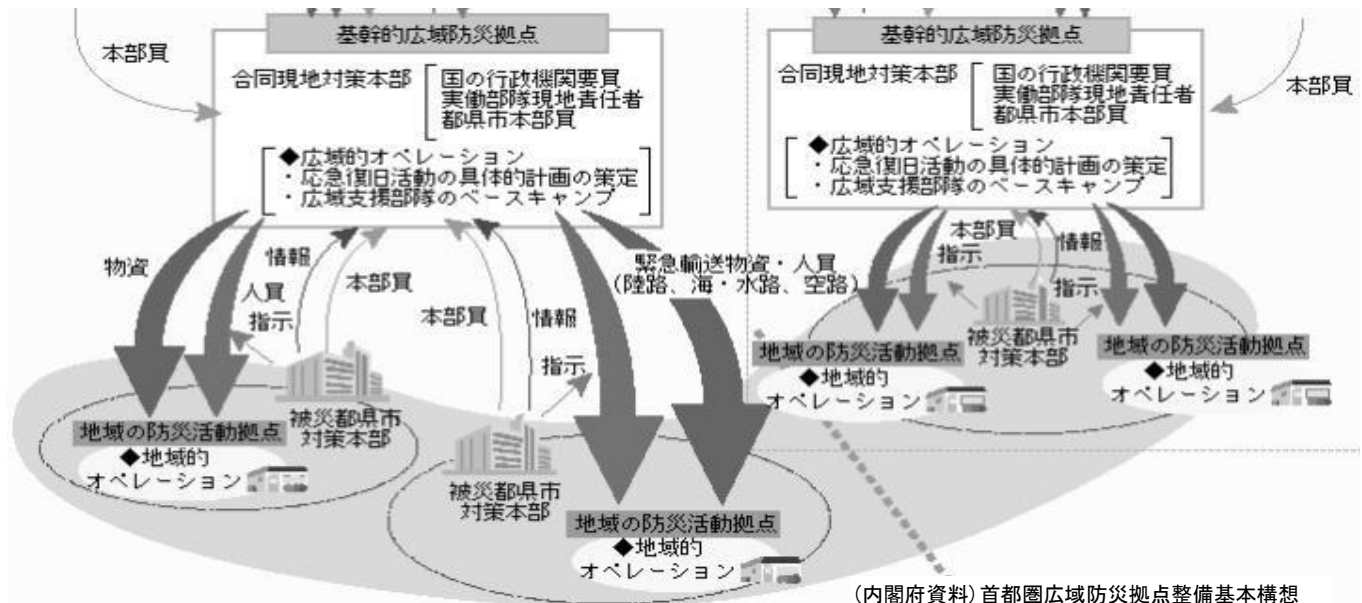 本部員
基幹的広域防災拠点
合同現地対策本部
国の行政機関要員
実働部隊現地責任者
都県市本部員
◆広域的オペレーション
・応急復旧活動の具体的計画の策定
・広域支援部隊のベースキャンプ
物資
人員
指示
情報
本部員
本部員
情報
指示
緊急輸送物資・人員
(陸路、海・水路、空路)
被災都県市
対策本部
地域の防災活動拠点
◆地域的
オペレーション
被災都県市
対策本部
地域の防災活動拠点
◆地域的
オペレーション
基幹的広域防災拠点
合同現地対策本部
国の行政機関要員
実働部隊現地責任者
都県市本部員
本部員
◆広域的オペレーション
・応急復旧活動の具体的計画の策定
・広域支援部隊のベースキャンプ
本部員
指示
情報
指示
被災都県市
対策本部
地域の防災活動拠点
◆地域的
オペレーション
地域の防災活動拠点
◆地域的
オペレーション
(内閣府資料)首都圏広域防災拠点整備基本構想